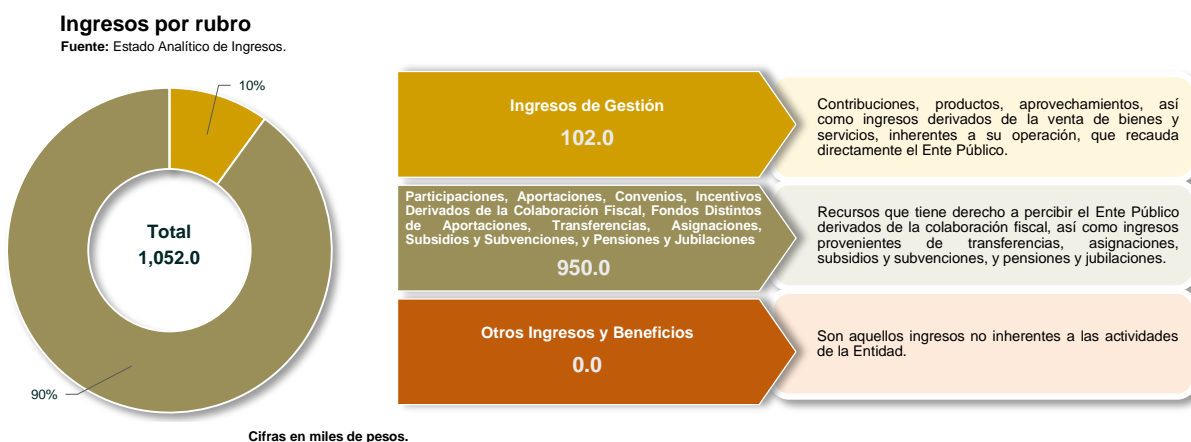 Ingresos por rubro
Fuente: Estado Analítico de Ingresos.
10%
Total
1,052.0
90%
Ingresos de Gestión
102.0
Contribuciones, productos, aprovechamientos, así
como ingresos derivados de la venta de bienes y
servicios, inherentes a su operación, que recauda
directamente el Ente Público.
Participaciones, Aportaciones, Convenios, Incentivos
Derivados de la Colaboración Fiscal, Fondos Distintos
de Aportaciones, Transferencias, Asignaciones,
Subsidios y Subvenciones, y Pensiones y Jubilaciones
950.0
Recursos que tiene derecho a percibir el Ente Público
derivados de la colaboración fiscal, así como ingresos
provenientes de transferencias, asignaciones,
subsidios y subvenciones, y pensiones y jubilaciones.
Otros Ingresos y Beneficios
0.0
Son aquellos ingresos no inherentes a las actividades
de la Entidad.
Cifras en miles de pesos.